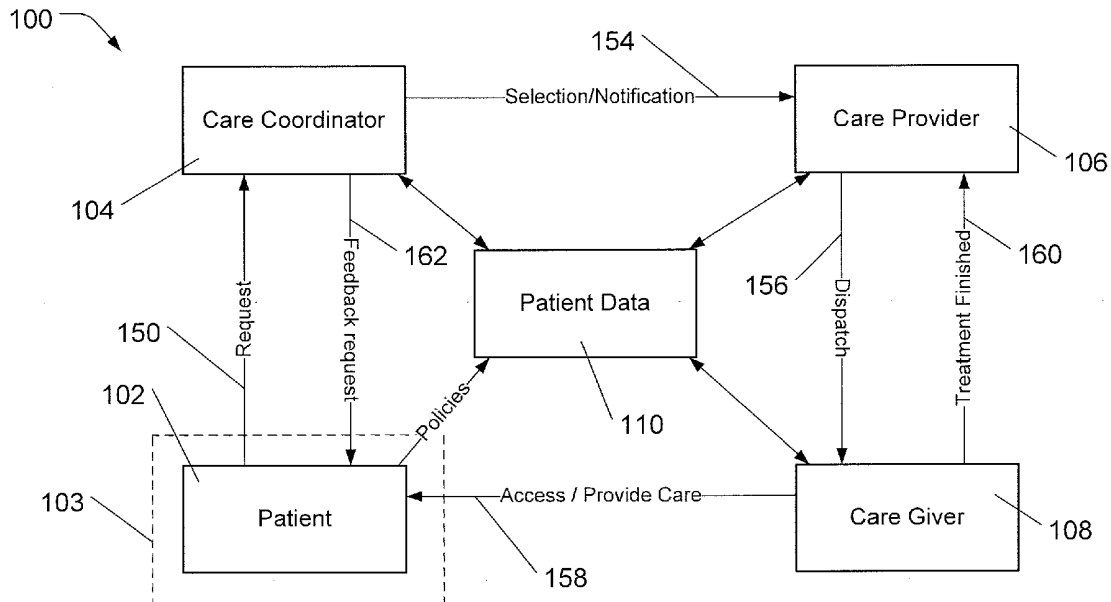 100
154
Care Coordinator
Selection/Notification
Care Provider
104
106
162
Patient Data
156
160
Request
Feedback request
Dispatch
Treatment Finished
150
102
Policies
110
103
Patient
Access / Provide Care
Care Giver
108
158